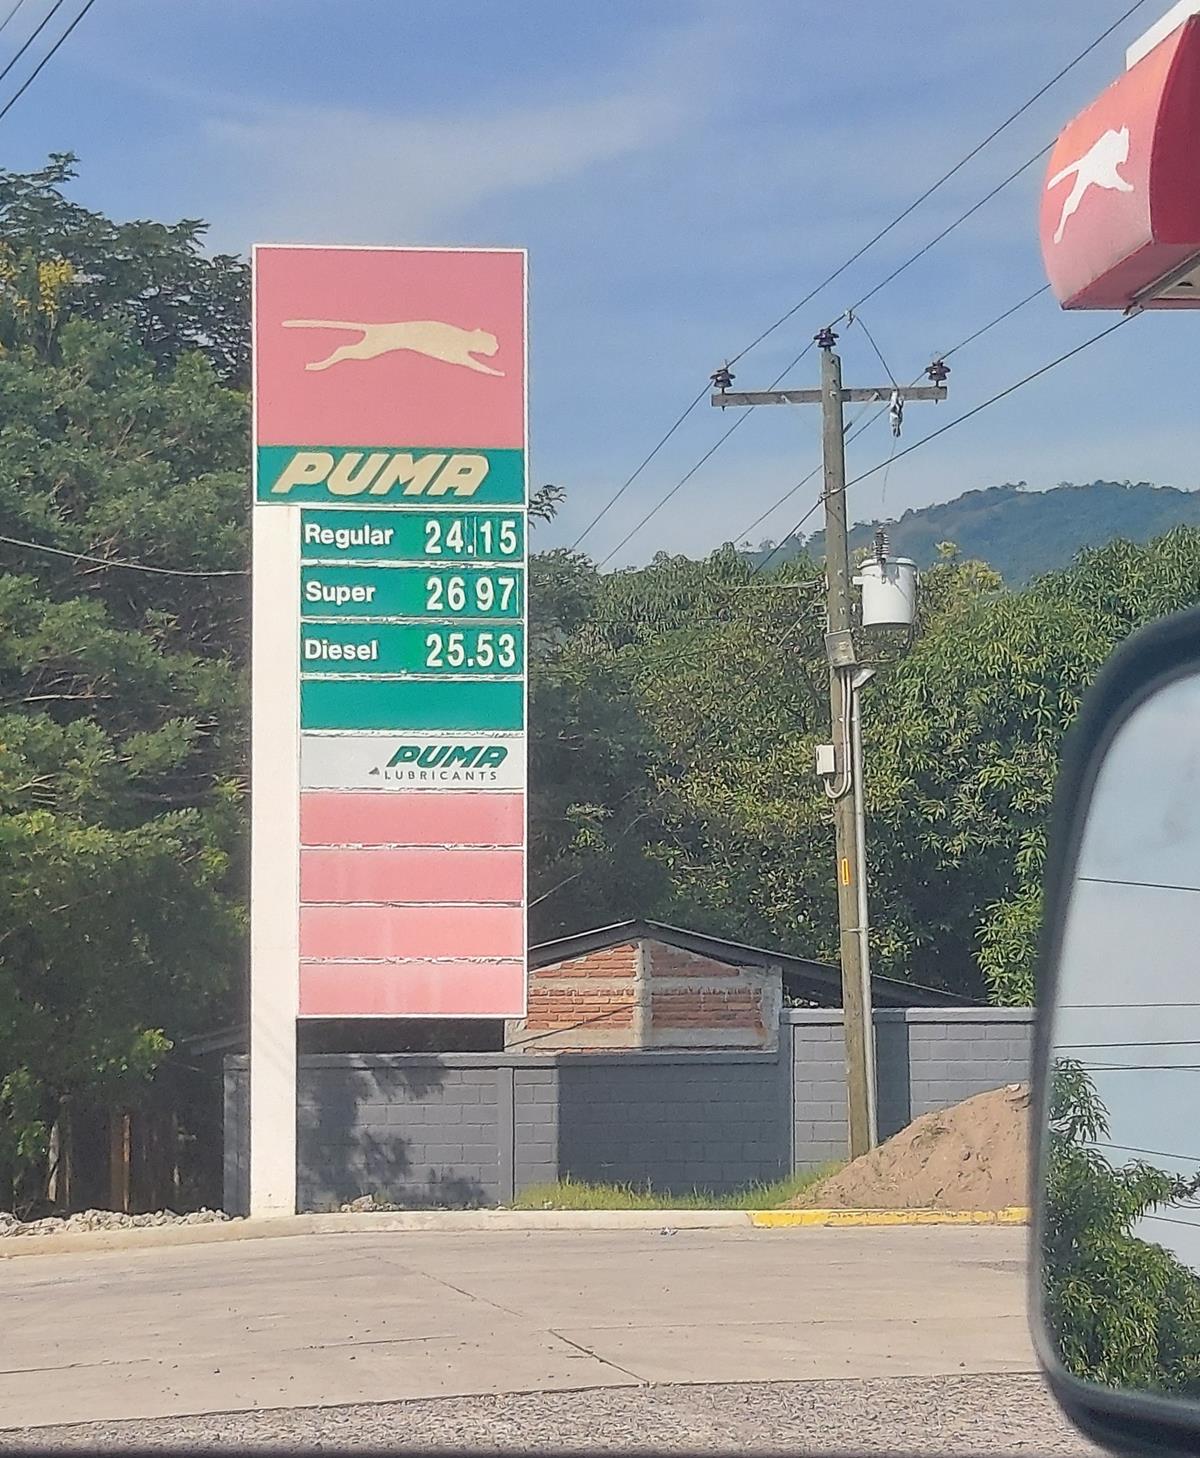 PUMA
Regular 24.15
Super 26 97
Diesel 25.53
PUMA
LUBRICANTS